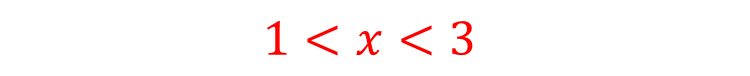 1 < 𝑥 < 3